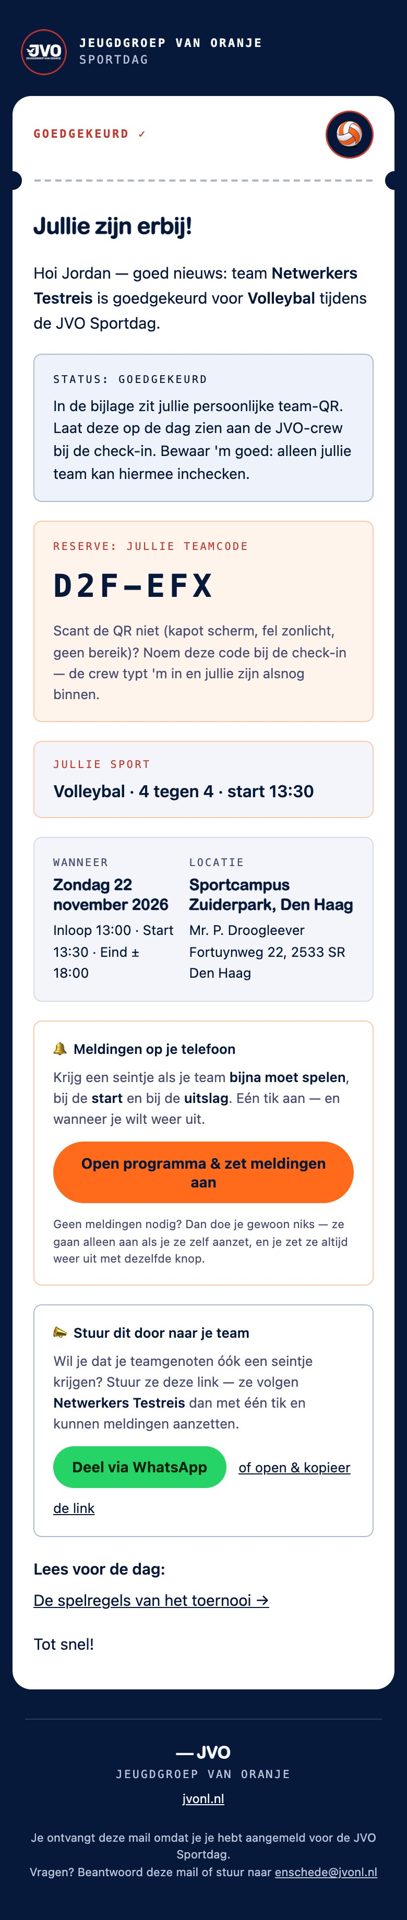 JVO
JEUGDGROEP VAN ORANJE
SPORTDAG
GOEDGEKEURD ✓
Jullie zijn erbij!
Hoi Jordan — goed nieuws: team Netwerkers
Testreis is goedgekeurd voor Volleybal tijdens
de JVO Sportdag.
STATUS: GOEDGEKEURD
In de bijlage zit jullie persoonlijke team-QR.
Laat deze op de dag zien aan de JVO-crew
bij de check-in. Bewaar 'm goed: alleen jullie
team kan hiermee inchecken.
RESERVE: JULLIE TEAMCODE
D2F–EFX
Scant de QR niet (kapot scherm, fel zonlicht,
geen bereik)? Noem deze code bij de check-in
— de crew typt 'm in en jullie zijn alsnog
binnen.
JULLIE SPORT
Volleybal · 4 tegen 4 · start 13:30
WANNEER
Zondag 22
november 2026
Inloop 13:00 · Start
13:30 · Eind ±
18:00
LOCATIE
Sportcampus
Zuiderpark, Den Haag
Mr. P. Droogleever
Fortuynweg 22, 2533 SR
Den Haag
🔔 Meldingen op je telefoon
Krijg een seintje als je team bijna moet spelen,
bij de start en bij de uitslag. Eén tik aan — en
wanneer je wilt weer uit.
Open programma & zet meldingen
aan
Geen meldingen nodig? Dan doe je gewoon niks — ze
gaan alleen aan als je ze zelf aanzet, en je zet ze altijd
weer uit met dezelfde knop.
📣 Stuur dit door naar je team
Wil je dat je teamgenoten óók een seintje
krijgen? Stuur ze deze link — ze volgen
Netwerkers Testreis dan met één tik en
kunnen meldingen aanzetten.
Deel via WhatsApp of open & kopieer
de link
Lees voor de dag:
De spelregels van het toernooi →
Tot snel!
— JVO
JEUGDGROEP VAN ORANJE
jvonl.nl
Je ontvangt deze mail omdat je je hebt aangemeld voor de JVO
Sportdag.
Vragen? Beantwoord deze mail of stuur naar enschede@jvonl.nl